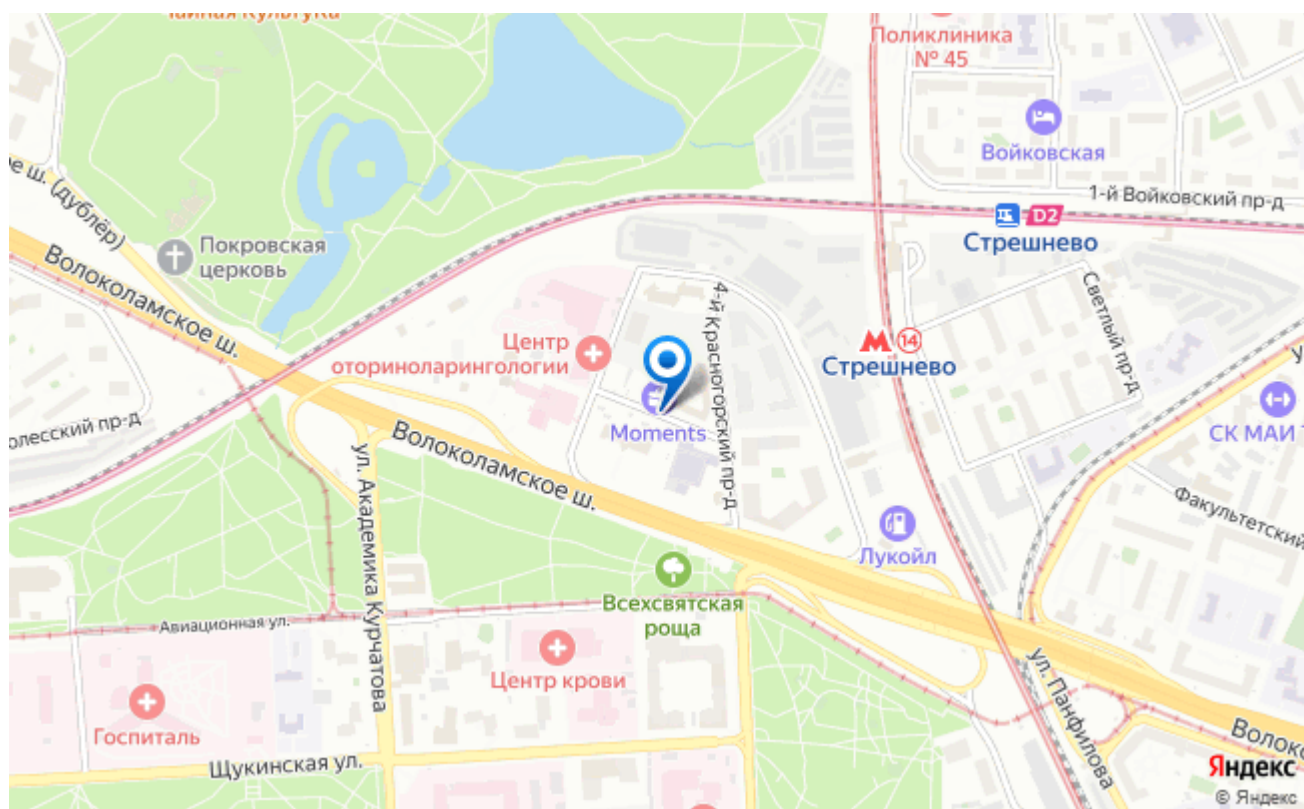 Чайная Культура
Поликлиника
№ 45
Войковская
1-й Войковский пр-д
D2
Стрешнево
ш. (дублёр)
Покровская
церковь
Волоколамское ш.
4-й Красногорский пр-д
Светлый пр-д
Центр
оториноларингологии
14
Стрешнево
Moments
СК МАИ
Волоколамское ш.
ул. Академика Курчатова
Факультетский
Лукойл
Всехсвятская
роща
Авиационная ул.
Центр крови
Госпиталь
ул. Панфилова
Щукинская ул.
Волоко
Яндекс
© Яндекс